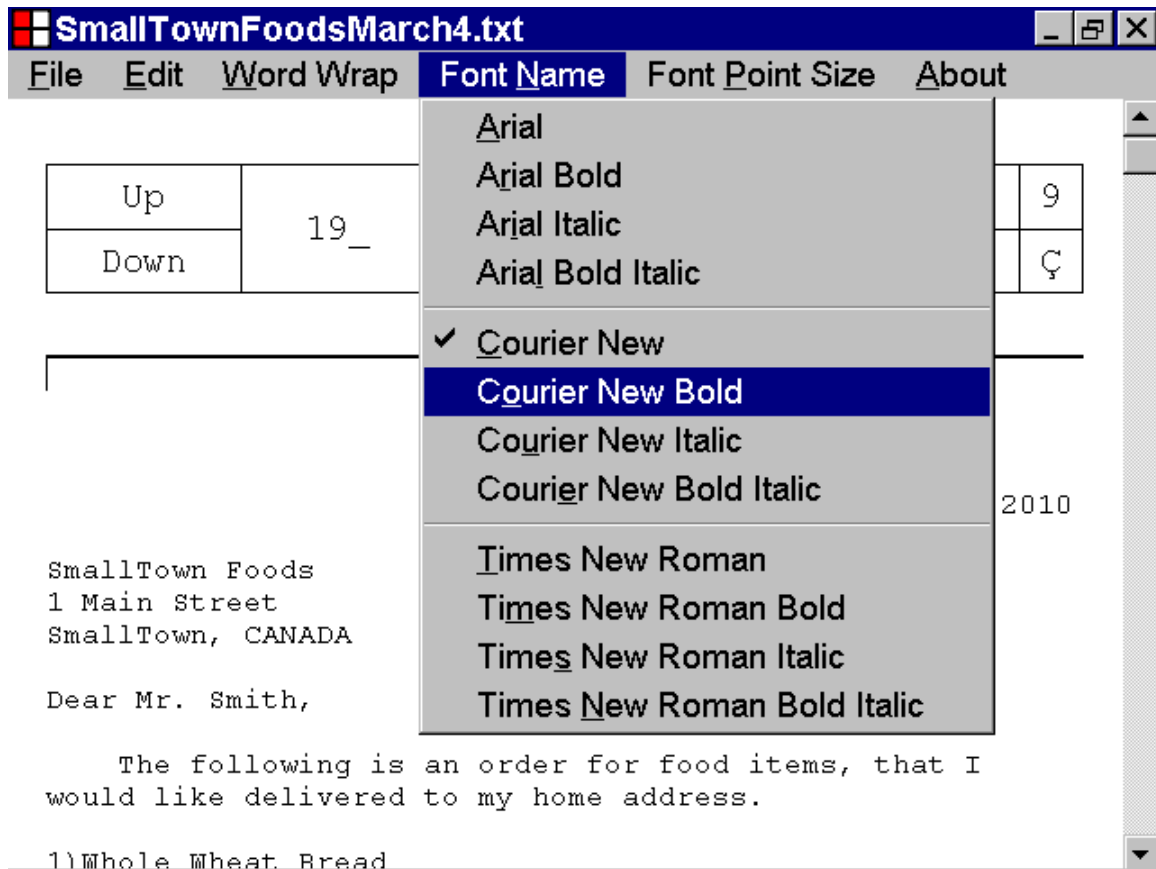 SmallTownFoodsMarch4.txt
File Edit Word Wrap Font Name Font Point Size About
Arial
Arial Bold
Arial Italic
Arial Bold Italic
✓ Courier New
Courier New Bold
Courier New Italic
Courier New Bold Italic
Times New Roman
Times New Roman Bold
Times New Roman Italic
Times New Roman Bold Italic
Up
Down
19_
9
Ç
2010
SmallTown Foods
1 Main Street
SmallTown, CANADA
Dear Mr. Smith,
The following is an order for food items, that I
would like delivered to my home address.
1)Whole Wheat Bread